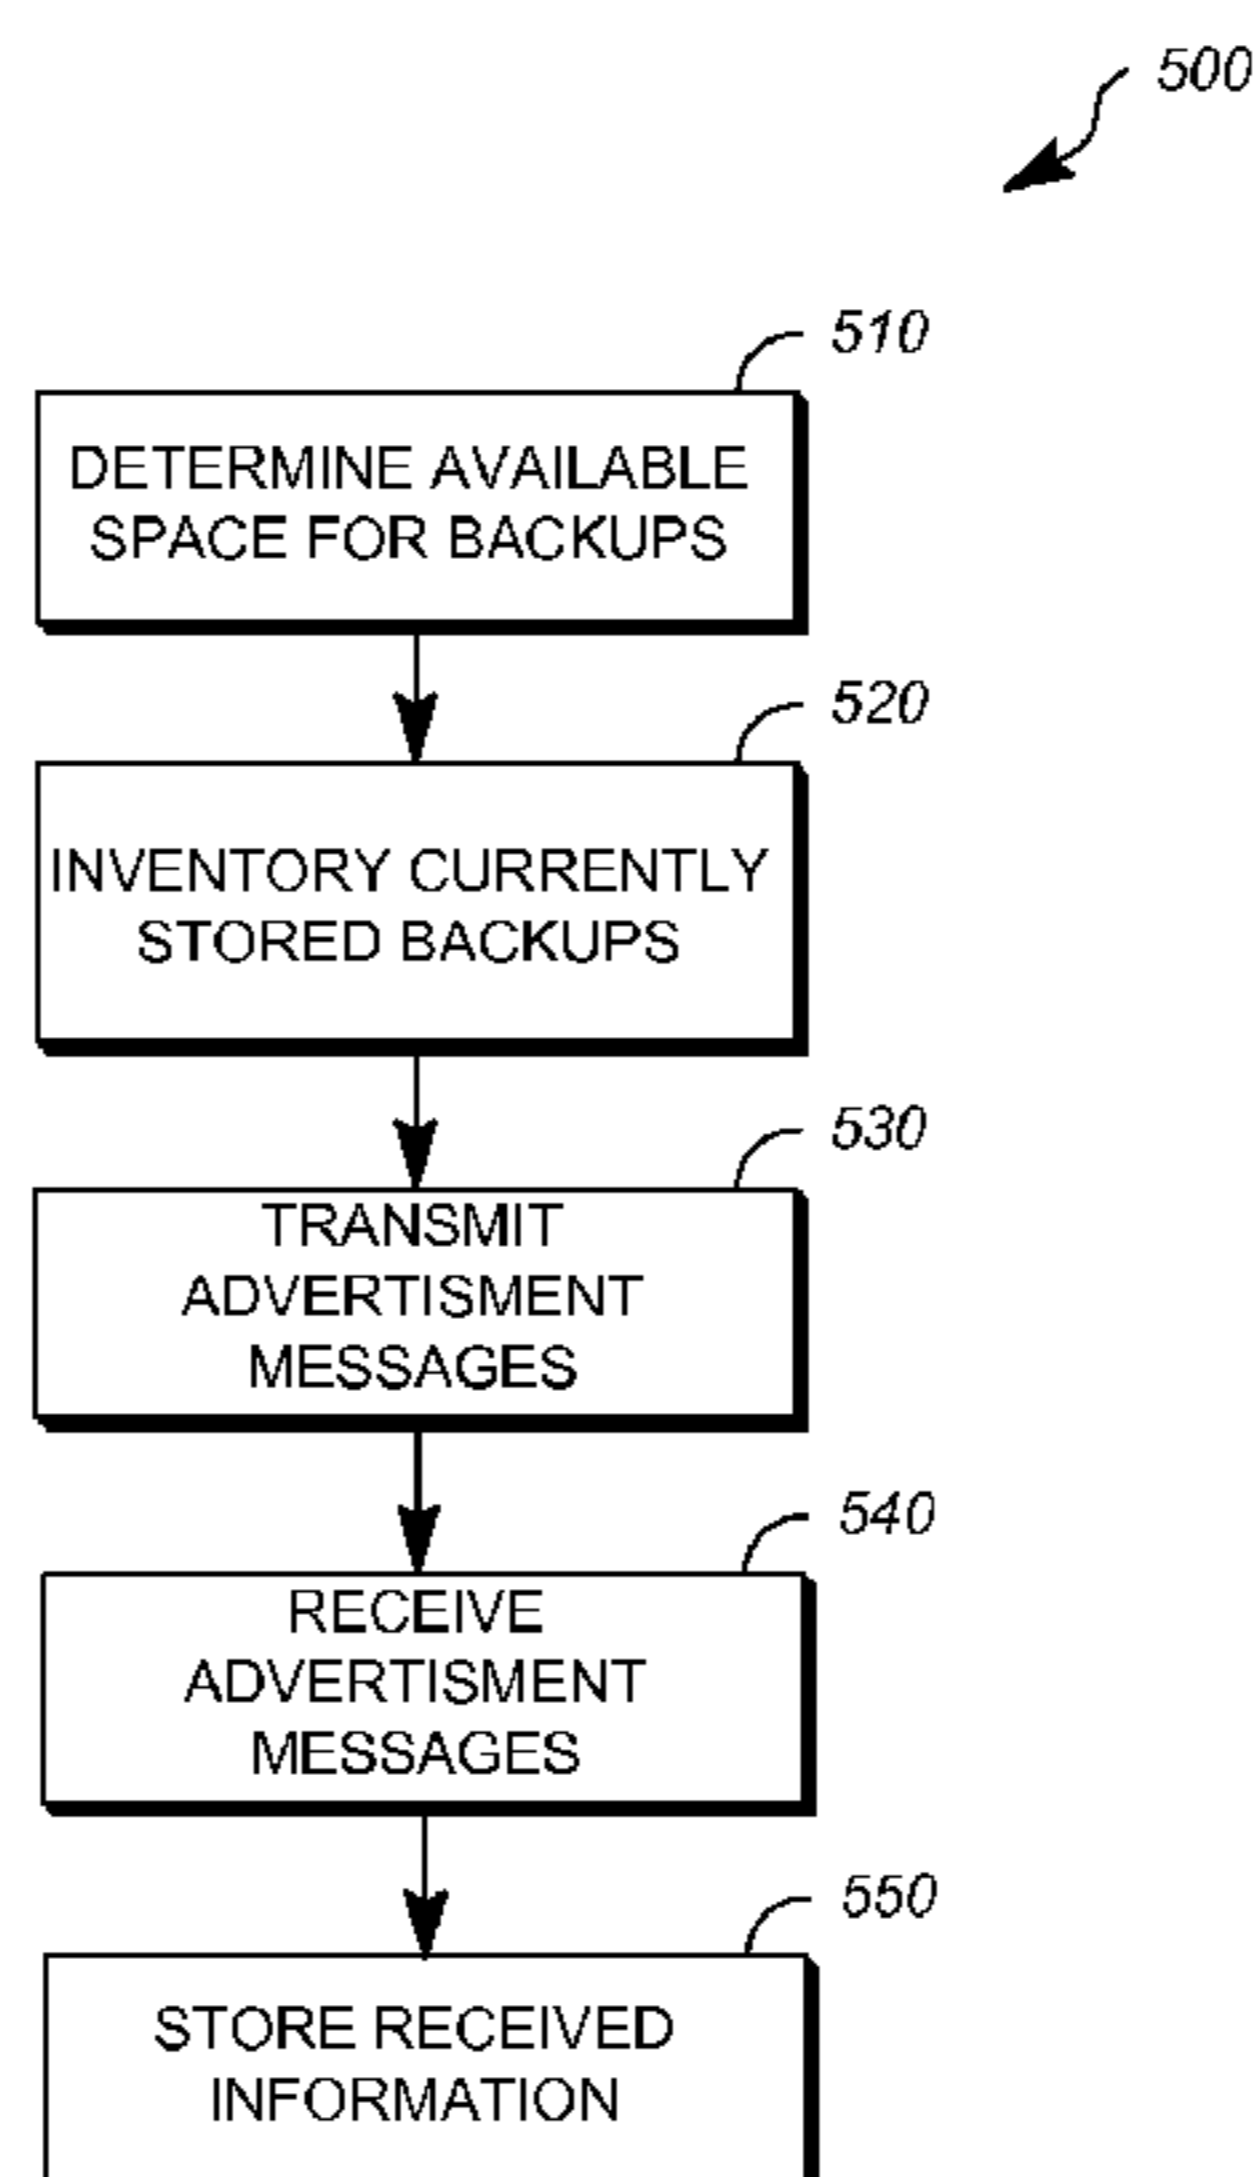 500
510
DETERMINE AVAILABLE
SPACE FOR BACKUPS
520
INVENTORY CURRENTLY
STORED BACKUPS
530
TRANSMIT
ADVERTISMENT
MESSAGES
540
RECEIVE
ADVERTISMENT
MESSAGES
550
STORE RECEIVED
INFORMATION